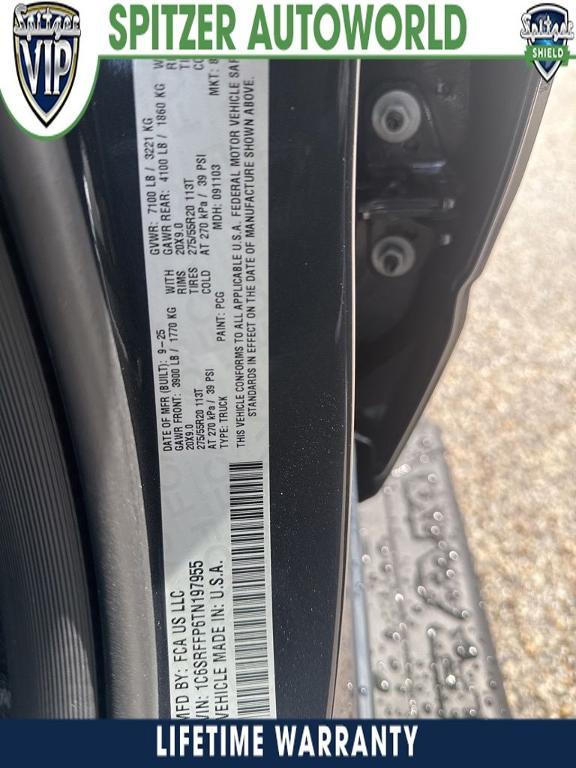 Spitzer
VIP
SPITZER AUTOWORLD
Spitzer
SHIELD
MFD BY: FCA US LLC
VIN: 1C6SRFFP6TN197955
VEHICLE MADE IN: U.S.A.
DATE OF MFR (BUILT): 9-25
GAWR FRONT: 3900 LB / 1770 KG WITH
20X9.0 RIMS
275/55R20 113T TIRES
AT 270 kPa / 39 PSI COLD
TYPE: TRUCK PAINT: PCG
GVWR: 7100 LB / 3221 KG
GAWR REAR: 4100 LB / 1860 KG
20X9.0
275/55R20 113T
AT 270 kPa / 39 PSI
MDH: 091103 MKT:
THIS VEHICLE CONFORMS TO ALL APPLICABLE U.S.A. FEDERAL MOTOR VEHICLE
STANDARDS IN EFFECT ON THE DATE OF MANUFACTURE SHOWN ABOVE.
LIFETIME WARRANTY